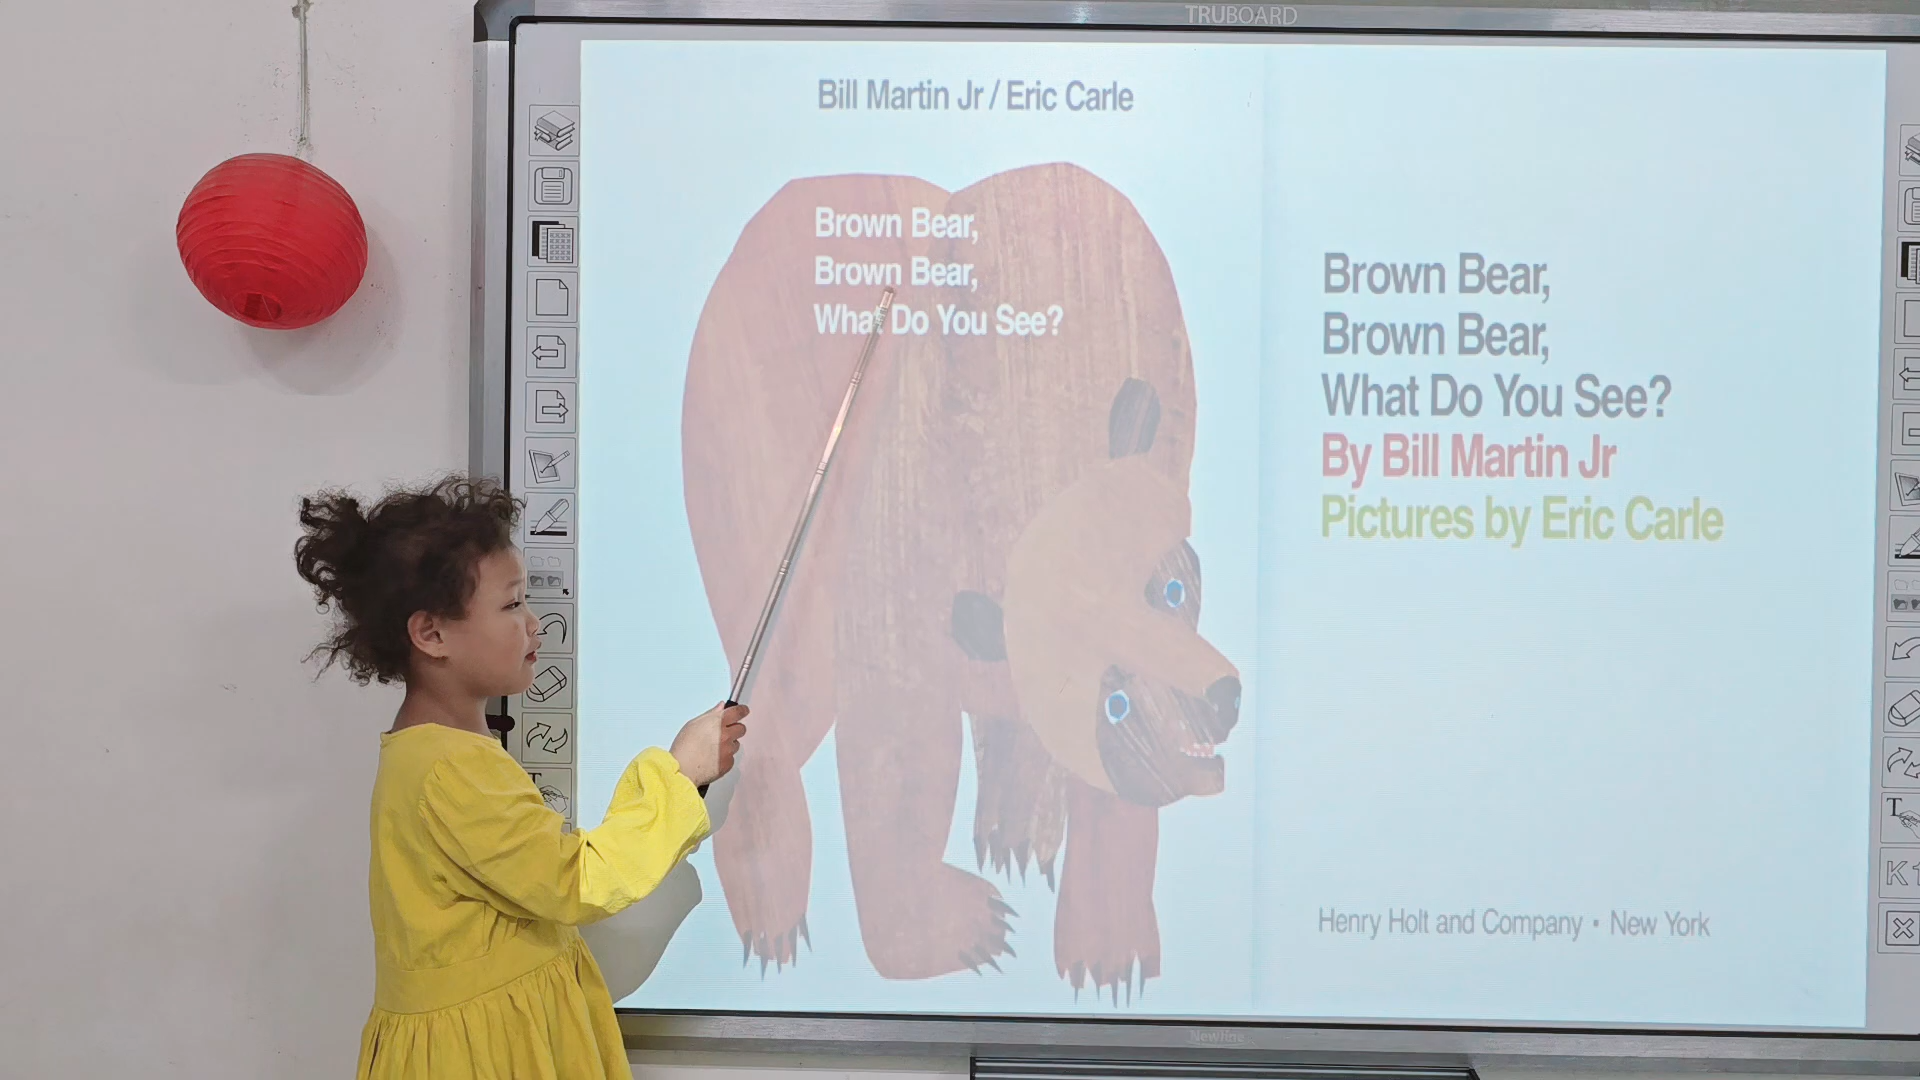 TRUBOARD
Bill Martin Jr / Eric Carle
Brown Bear,
Brown Bear,
What Do You See?
Brown Bear,
Brown Bear,
What Do You See?
By Bill Martin Jr
Pictures by Eric Carle
Henry Holt and Company • New York
T
T
K
Newline